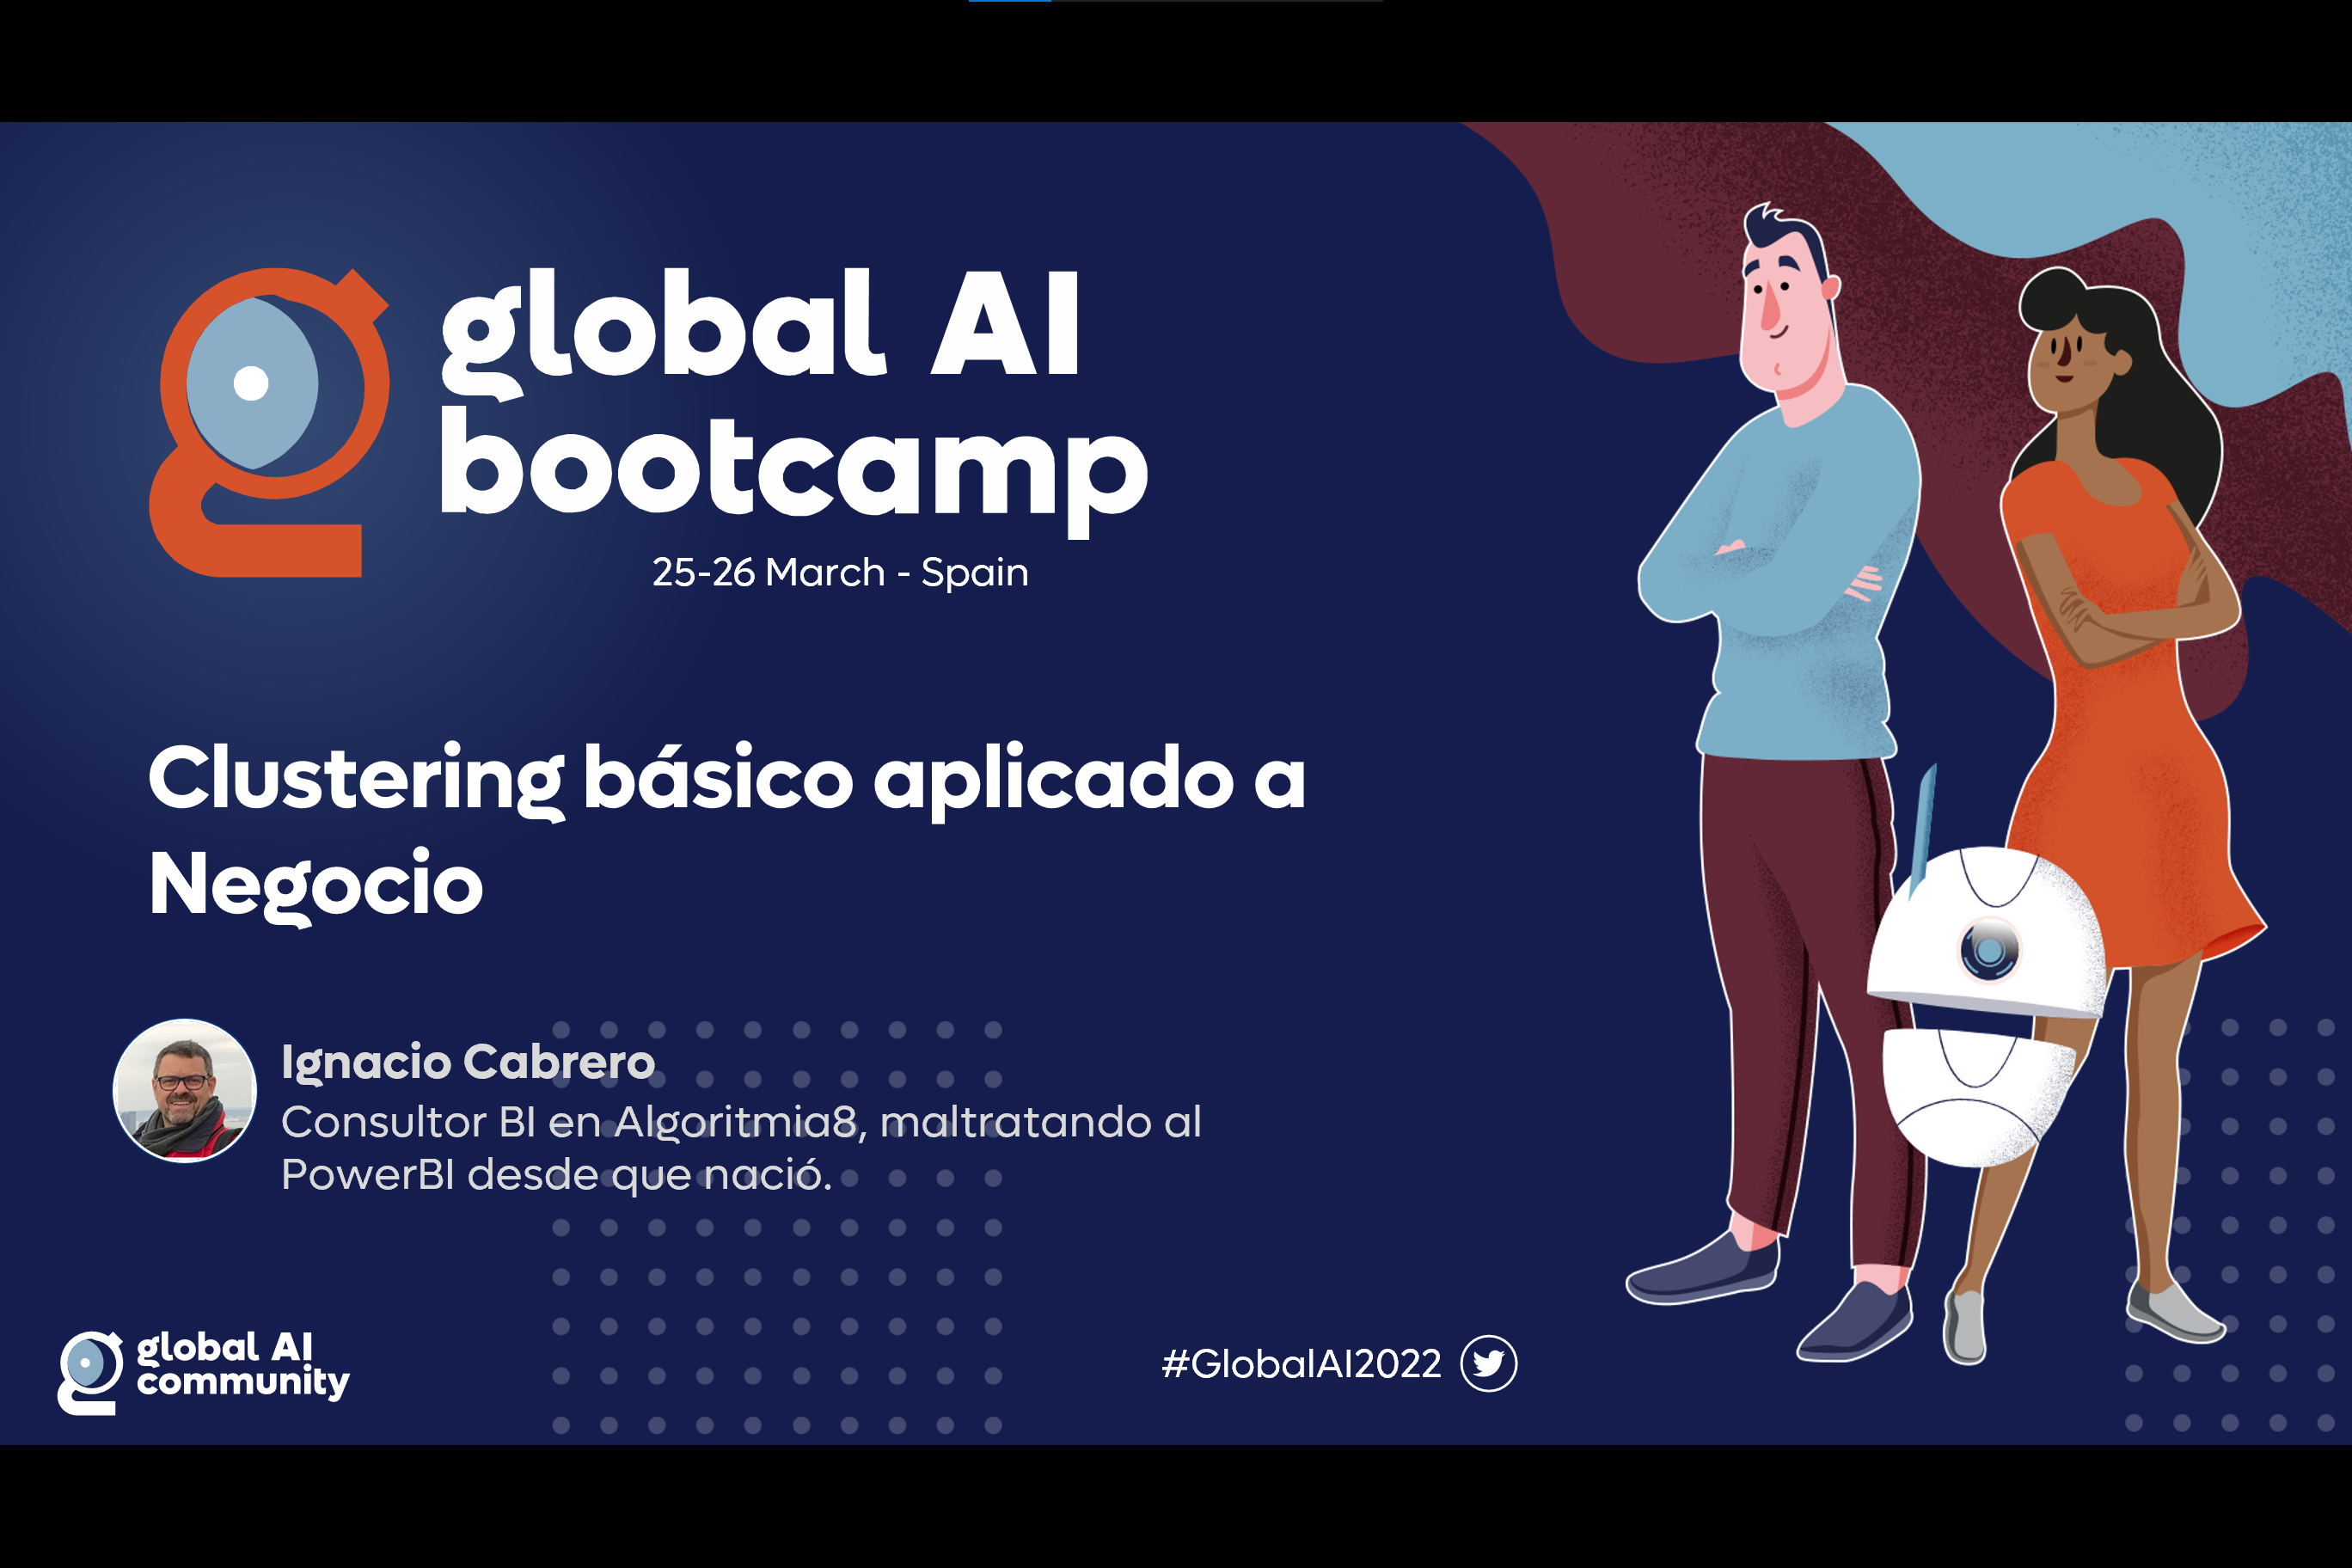 global AI
bootcamp
25-26 March - Spain
Clustering básico aplicado a
Negocio
Ignacio Cabrero
Consultor BI en Algoritmia8, maltratando al
PowerBI desde que nació.
global AI
community
#GlobalAI2022